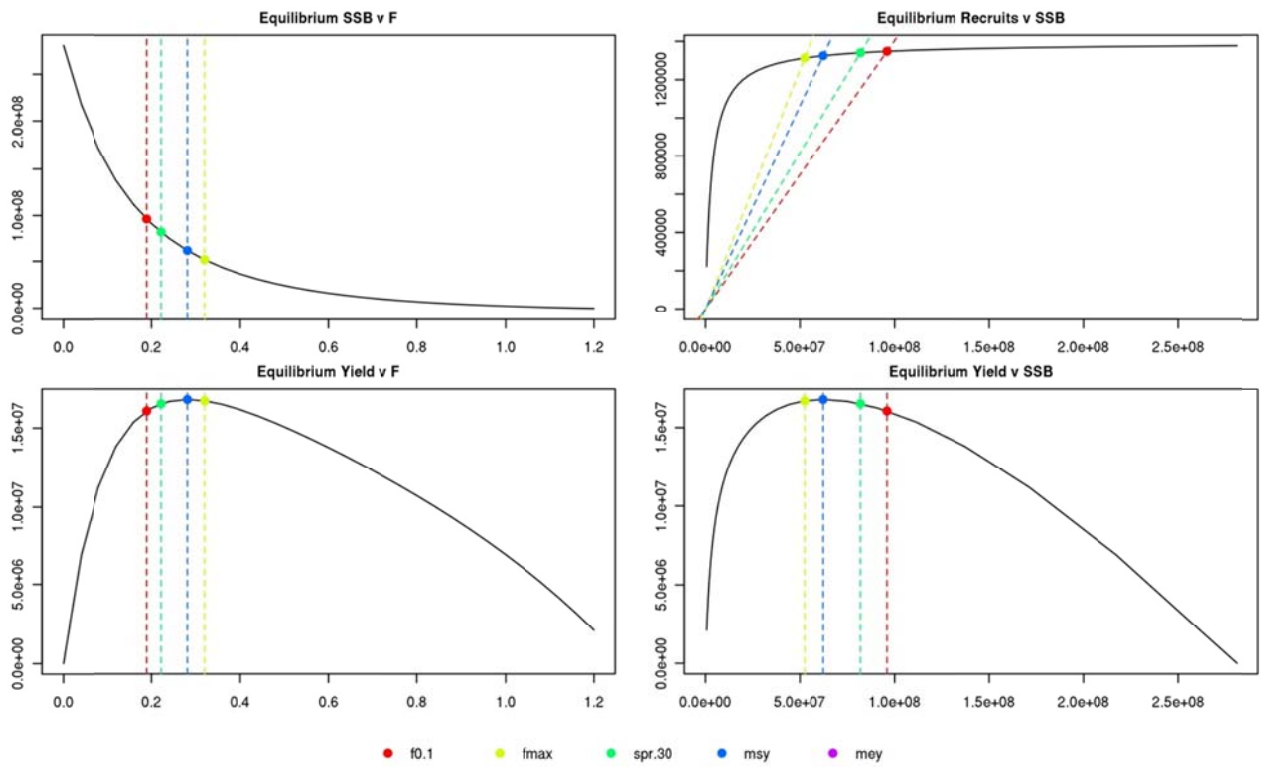 Equilibrium SSB v F
0.0e+00 1.0e+08 2.0e+08
0.0 0.2 0.4 0.6 0.8 1.0 1.2
Equilibrium Recruits v SSB
0 400000 800000 1200000
0.0e+00 5.0e+07 1.0e+08 1.5e+08 2.0e+08 2.5e+08
Equilibrium Yield v F
0.0e+00 5.0e+06 1.0e+07 1.5e+07
0.0 0.2 0.4 0.6 0.8 1.0 1.2
Equilibrium Yield v SSB
0.0e+00 5.0e+06 1.0e+07 1.5e+07
0.0e+00 5.0e+07 1.0e+08 1.5e+08 2.0e+08 2.5e+08
f0.1 fmax spr.30 msy mey